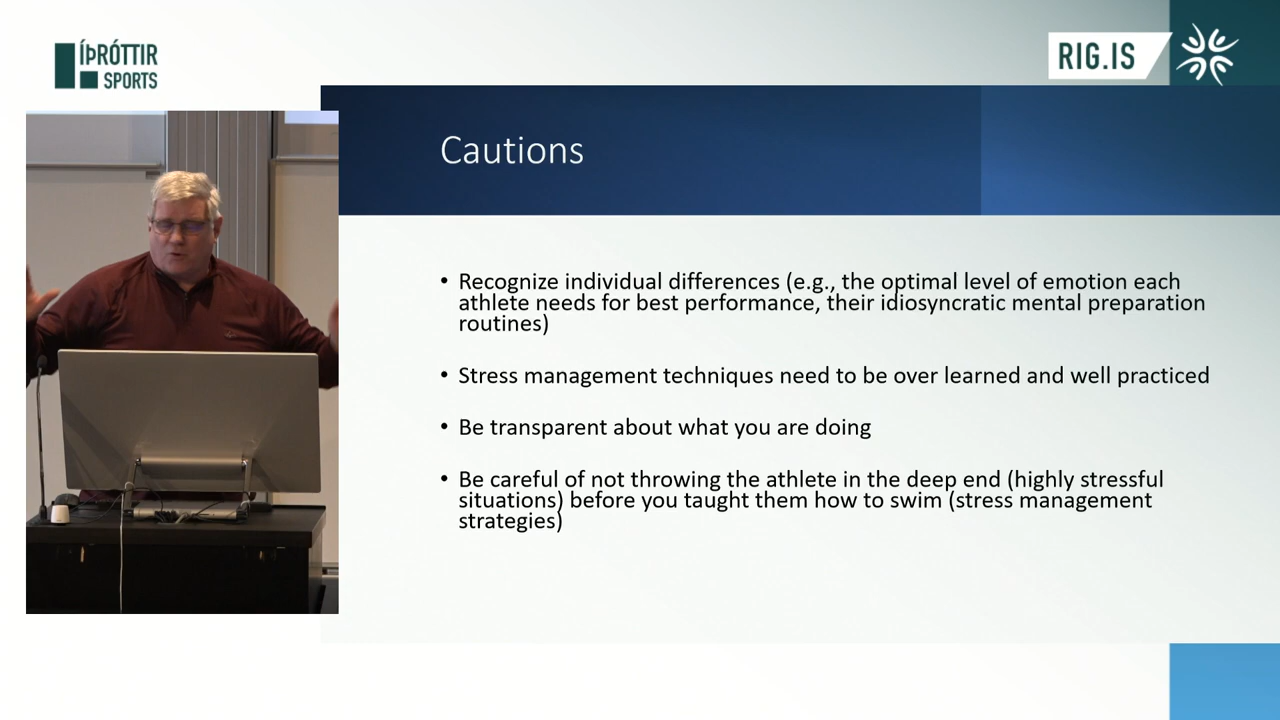 ÍÞRÓTTIR
SPORTS
RIG.IS
Cautions
• Recognize individual differences (e.g., the optimal level of emotion each
athlete needs for best performance, their idiosyncratic mental preparation
routines)
• Stress management techniques need to be over learned and well practiced
• Be transparent about what you are doing
• Be careful of not throwing the athlete in the deep end (highly stressful
situations) before you taught them how to swim (stress management
strategies)